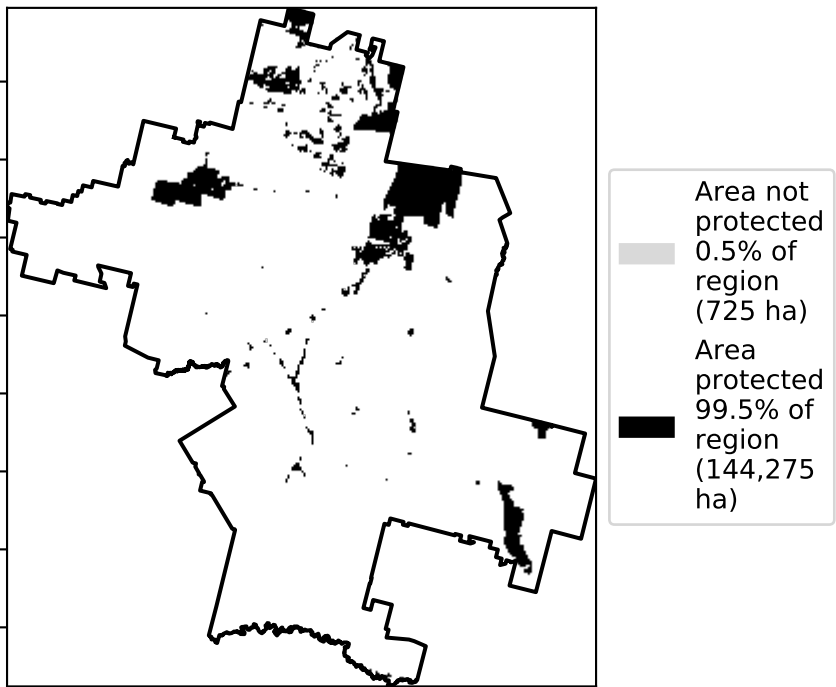 Area not
protected
0.5% of
region
(725 ha)
Area
protected
99.5% of
region
(144,275
ha)